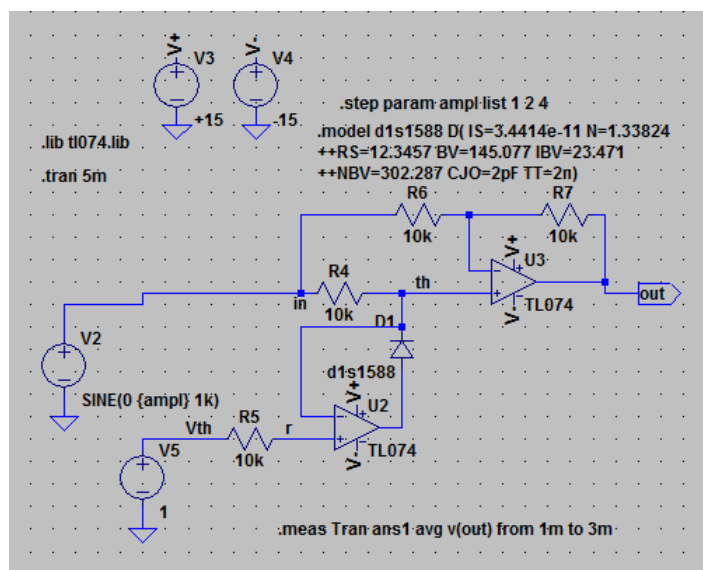 V+
V3
+15
V-
V4
-15
.step param ampl list 1 2 4
.lib tl074.lib
.model d1s1588 D( IS=3.4414e-11 N=1.33824
++RS=12.3457 BV=145.077 IBV=23.471
++NBV=302.287 CJO=2pF TT=2n)
.tran 5m
R6
10k
R7
10k
V+
U3
TL074
V-
out
in
R4
10k
th
D1
d1s1588
V2
SINE(0 {ampl} 1k)
V+
U2
TL074
V-
Vth
R5
10k
r
V5
1
.meas Tran ans1 avg v(out) from 1m to 3m